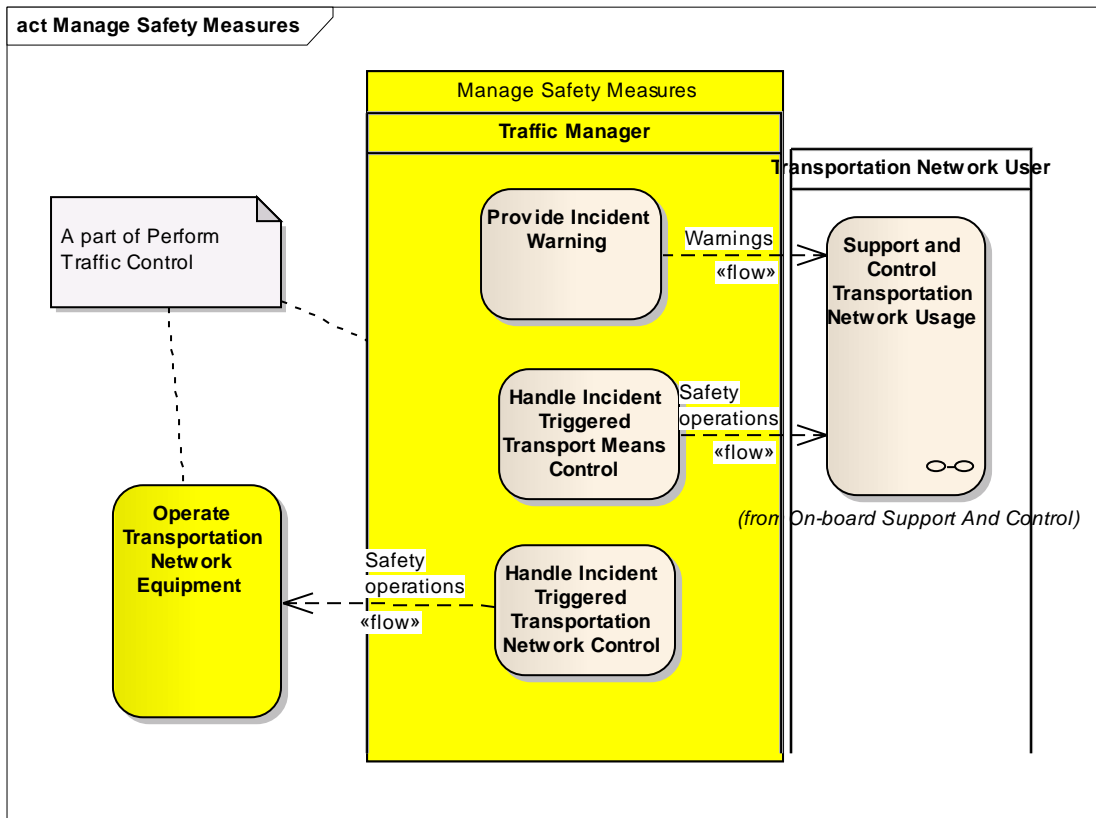 act Manage Safety Measures
Manage Safety Measures
Traffic Manager
Transportation Network User
A part of Perform
Traffic Control
Provide Incident
Warning
Warnings
«flow»
Support and
Control
Transportation
Network Usage
Handle Incident
Triggered
Transport Means
Control
Safety
operations
«flow»
(from On-board Support And Control)
Operate
Transportation
Network
Equipment
Safety
operations
«flow»
Handle Incident
Triggered
Transportation
Network Control